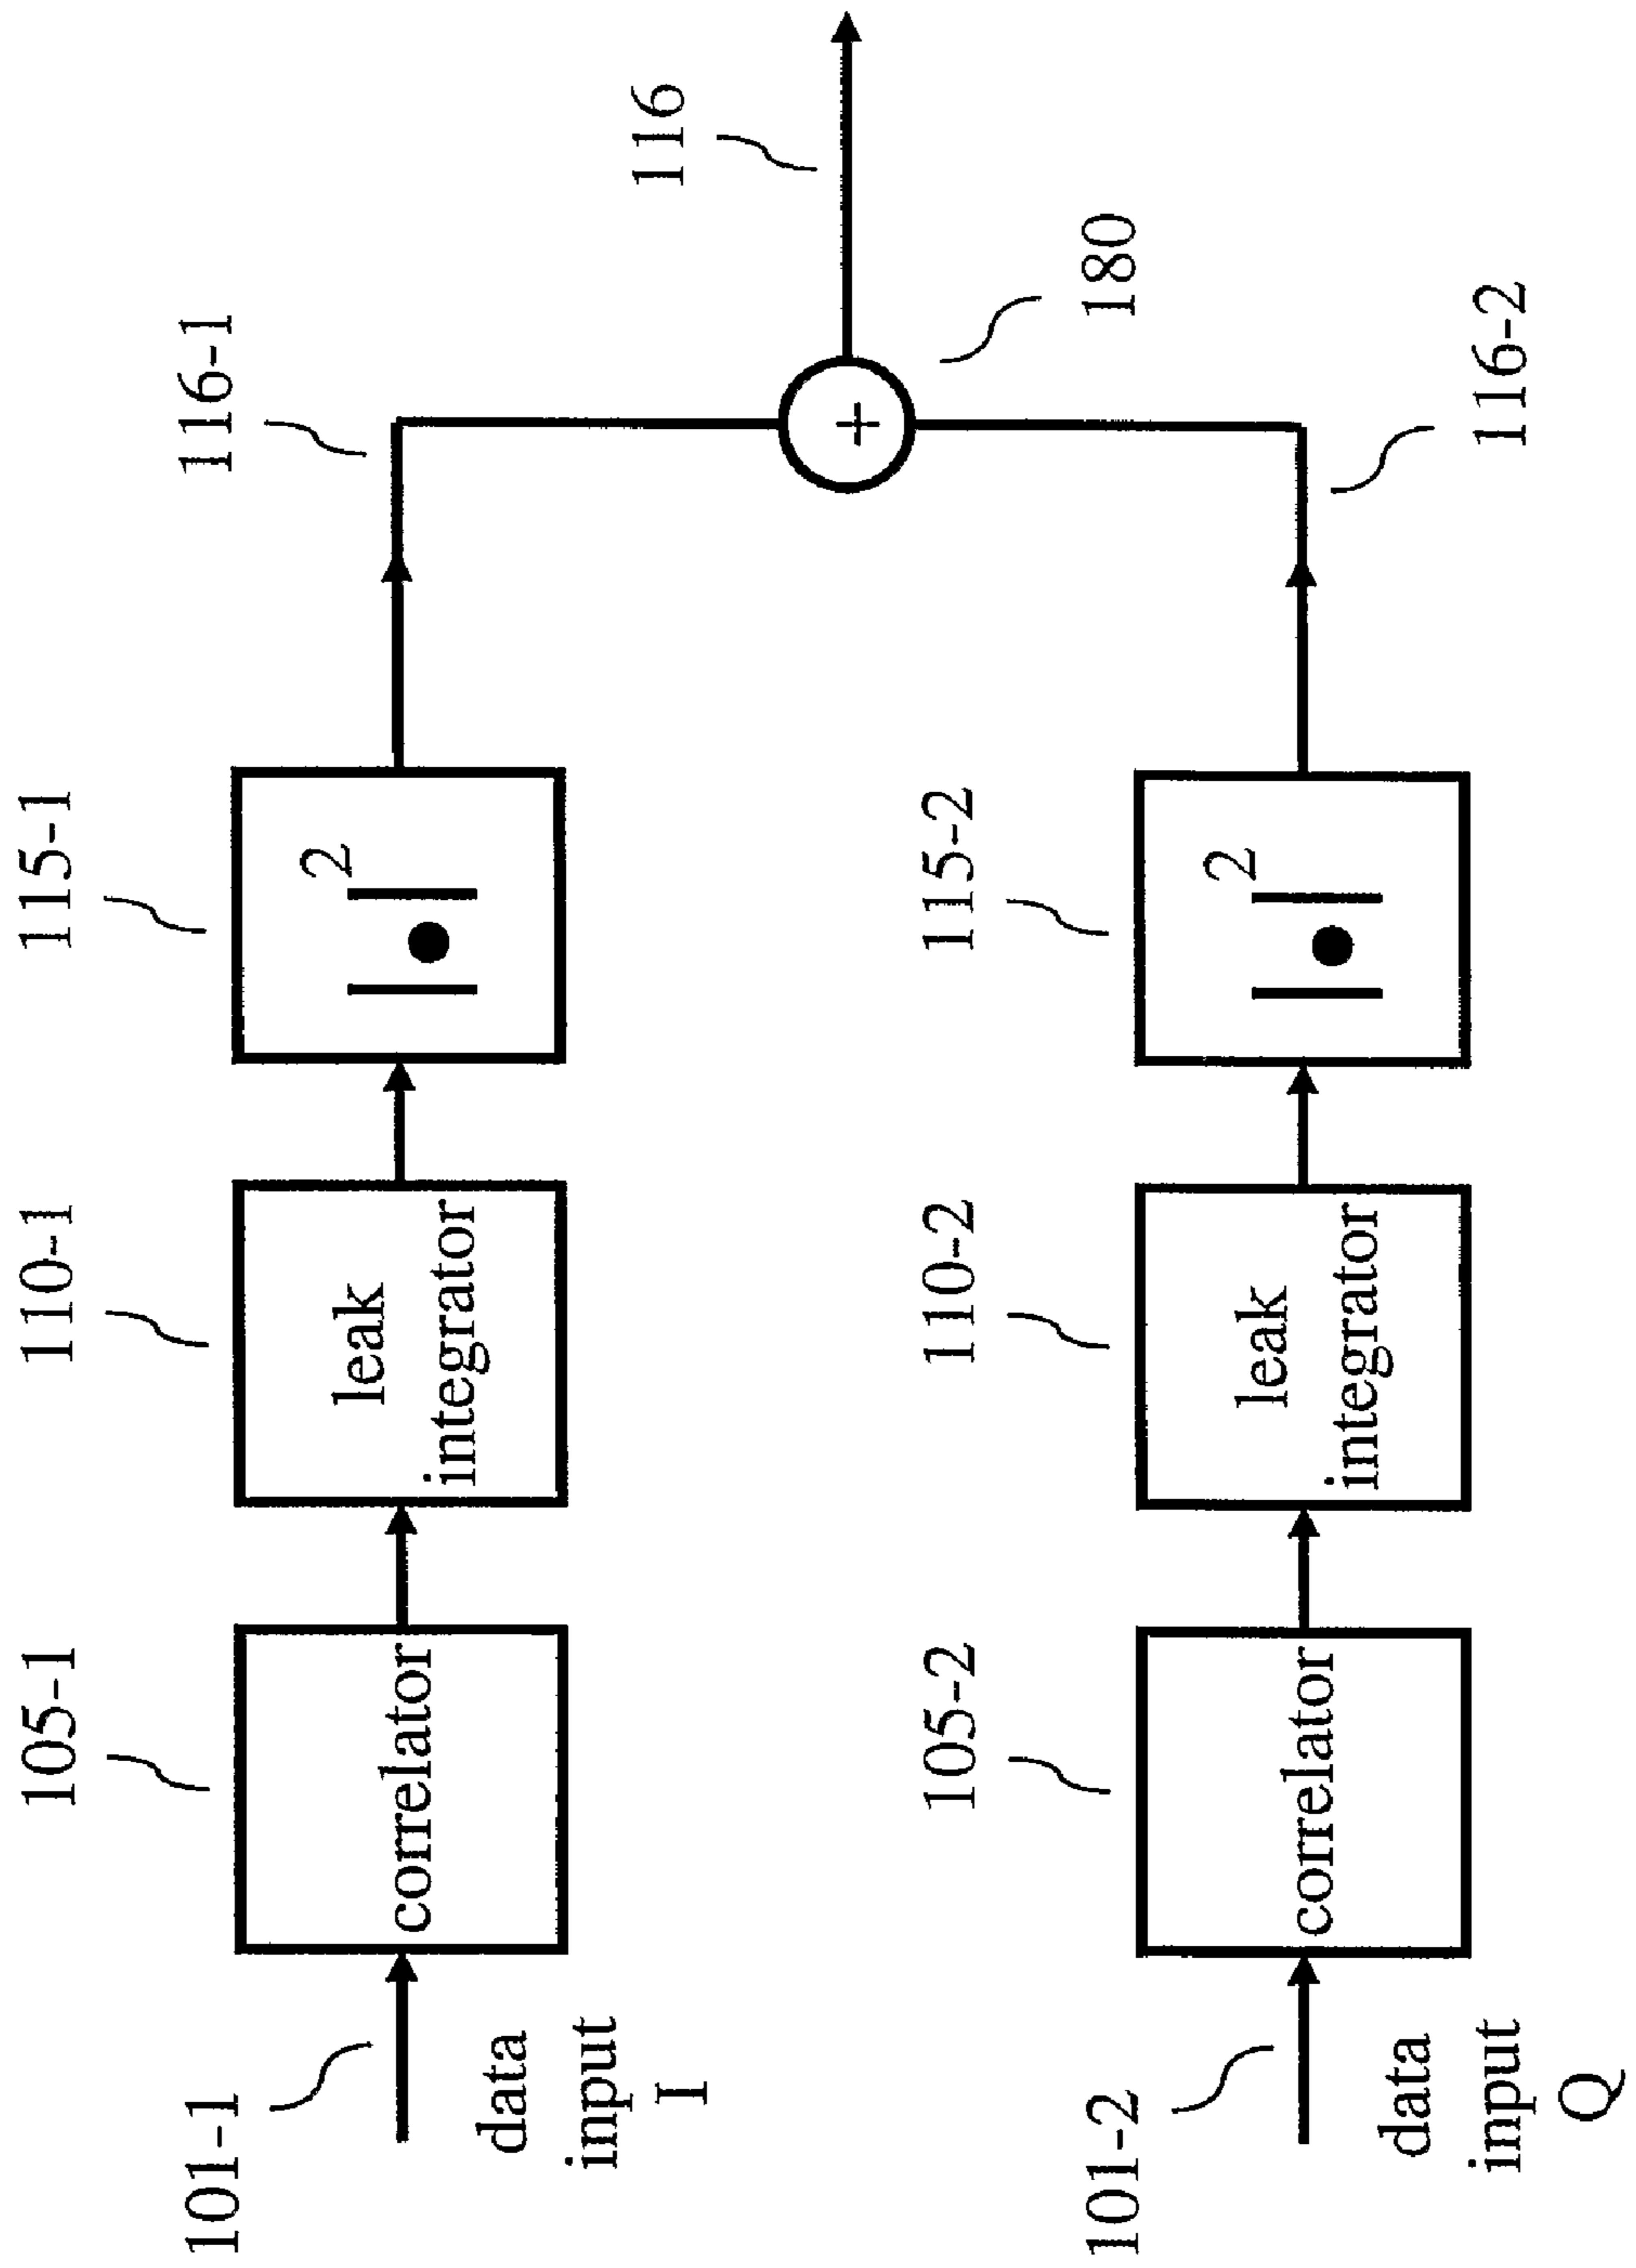 101-1
data
input
I
105-1
correlator
110-1
leak
integrator
115-1
|●|²
116-1
101-2
data
input
Q
105-2
correlator
110-2
leak
integrator
115-2
|●|²
116-2
+
180
116